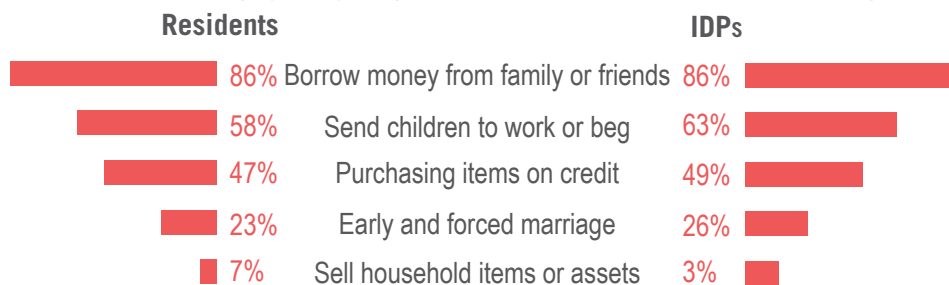 Residents IDPs
86% Borrow money from family or friends 86%
58% Send children to work or beg 63%
47% Purchasing items on credit 49%
23% Early and forced marriage 26%
7% Sell household items or assets 3%